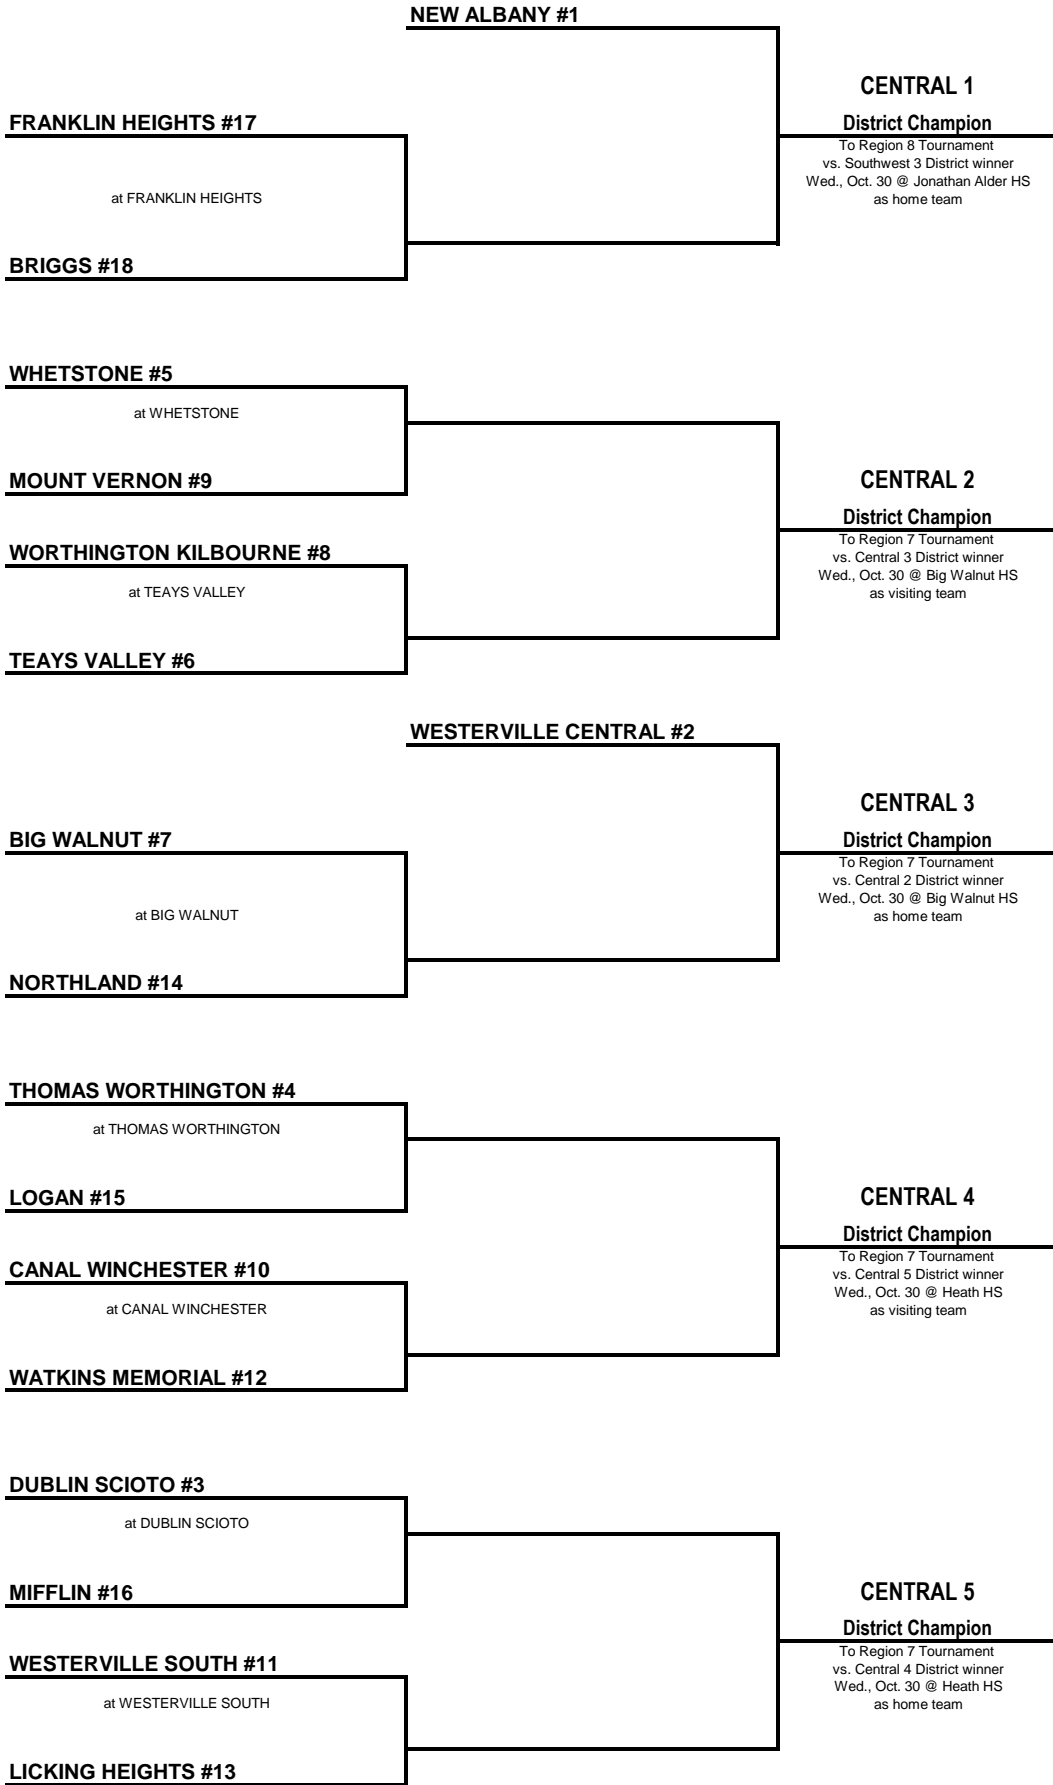 NEW ALBANY #1
CENTRAL 1
FRANKLIN HEIGHTS #17
District Champion
To Region 8 Tournament
vs. Southwest 3 District winner
Wed., Oct. 30 @ Jonathan Alder HS
as home team
at FRANKLIN HEIGHTS
BRIGGS #18
WHETSTONE #5
at WHETSTONE
MOUNT VERNON #9
CENTRAL 2
District Champion
To Region 7 Tournament
vs. Central 3 District winner
Wed., Oct. 30 @ Big Walnut HS
as visiting team
WORTHINGTON KILBOURNE #8
at TEAYS VALLEY
TEAYS VALLEY #6
WESTERVILLE CENTRAL #2
CENTRAL 3
BIG WALNUT #7
District Champion
To Region 7 Tournament
vs. Central 2 District winner
Wed., Oct. 30 @ Big Walnut HS
as home team
at BIG WALNUT
NORTHLAND #14
THOMAS WORTHINGTON #4
at THOMAS WORTHINGTON
LOGAN #15
CENTRAL 4
District Champion
To Region 7 Tournament
vs. Central 5 District winner
Wed., Oct. 30 @ Heath HS
as visiting team
CANAL WINCHESTER #10
at CANAL WINCHESTER
WATKINS MEMORIAL #12
DUBLIN SCIOTO #3
at DUBLIN SCIOTO
MIFFLIN #16
CENTRAL 5
District Champion
To Region 7 Tournament
vs. Central 4 District winner
Wed., Oct. 30 @ Heath HS
as home team
WESTERVILLE SOUTH #11
at WESTERVILLE SOUTH
LICKING HEIGHTS #13